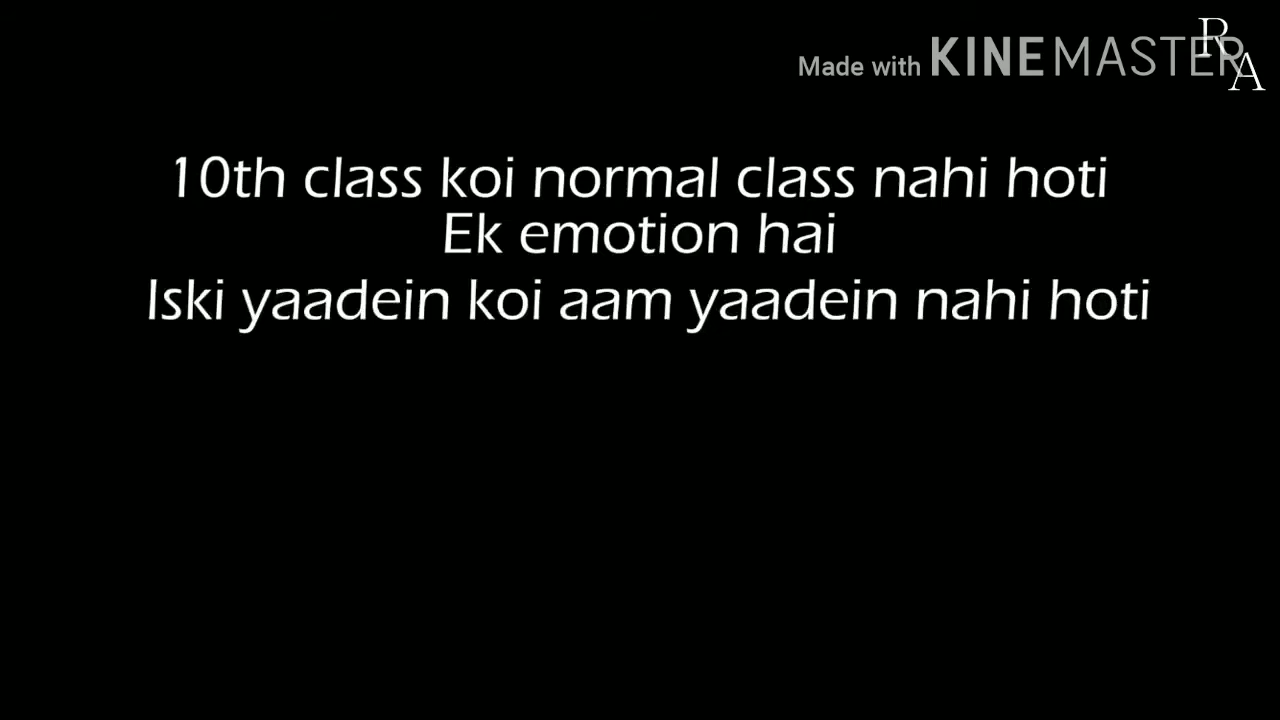 R
Made with KINEMASTER
A
10th class koi normal class nahi hoti
Ek emotion hai
Iski yaadein koi aam yaadein nahi hoti